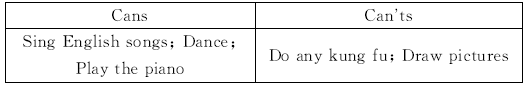 Cans
Can'ts
Sing English songs; Dance;
Play the piano
Do any kung fu; Draw pictures